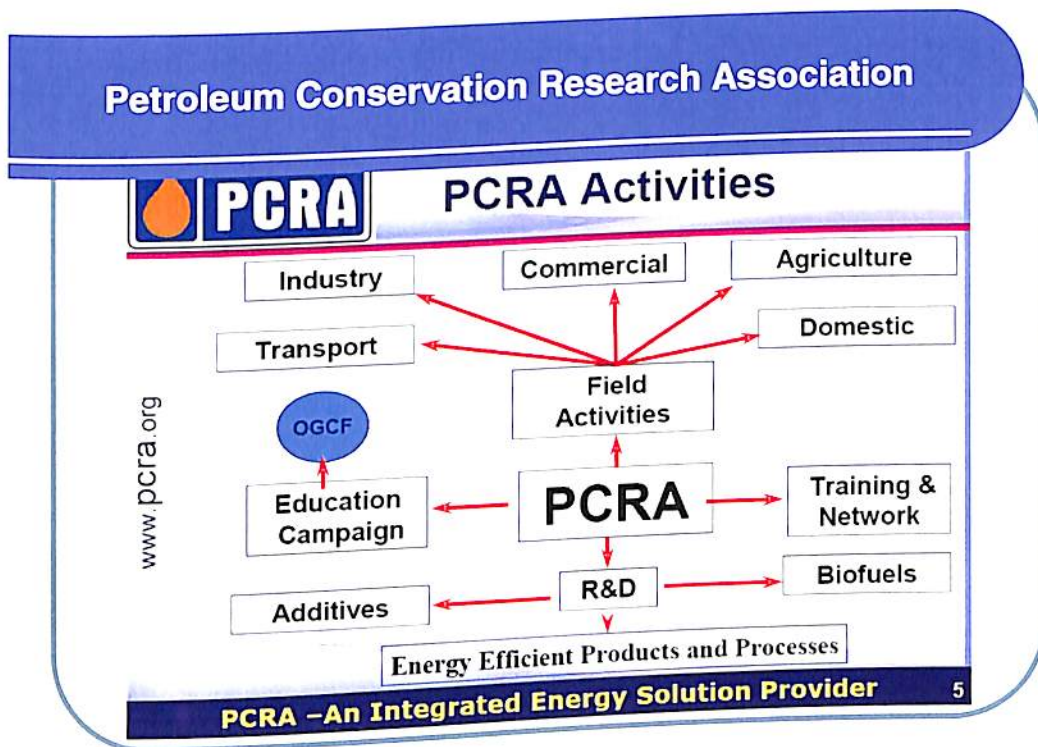 Petroleum Conservation Research Association
PCRA
PCRA Activities
Industry
Commercial
Agriculture
Transport
Domestic
Field
Activities
www.pcra.org
OGCF
Education
Campaign
PCRA
Training &
Network
Additives
R&D
Biofuels
Energy Efficient Products and Processes
PCRA –An Integrated Energy Solution Provider
5